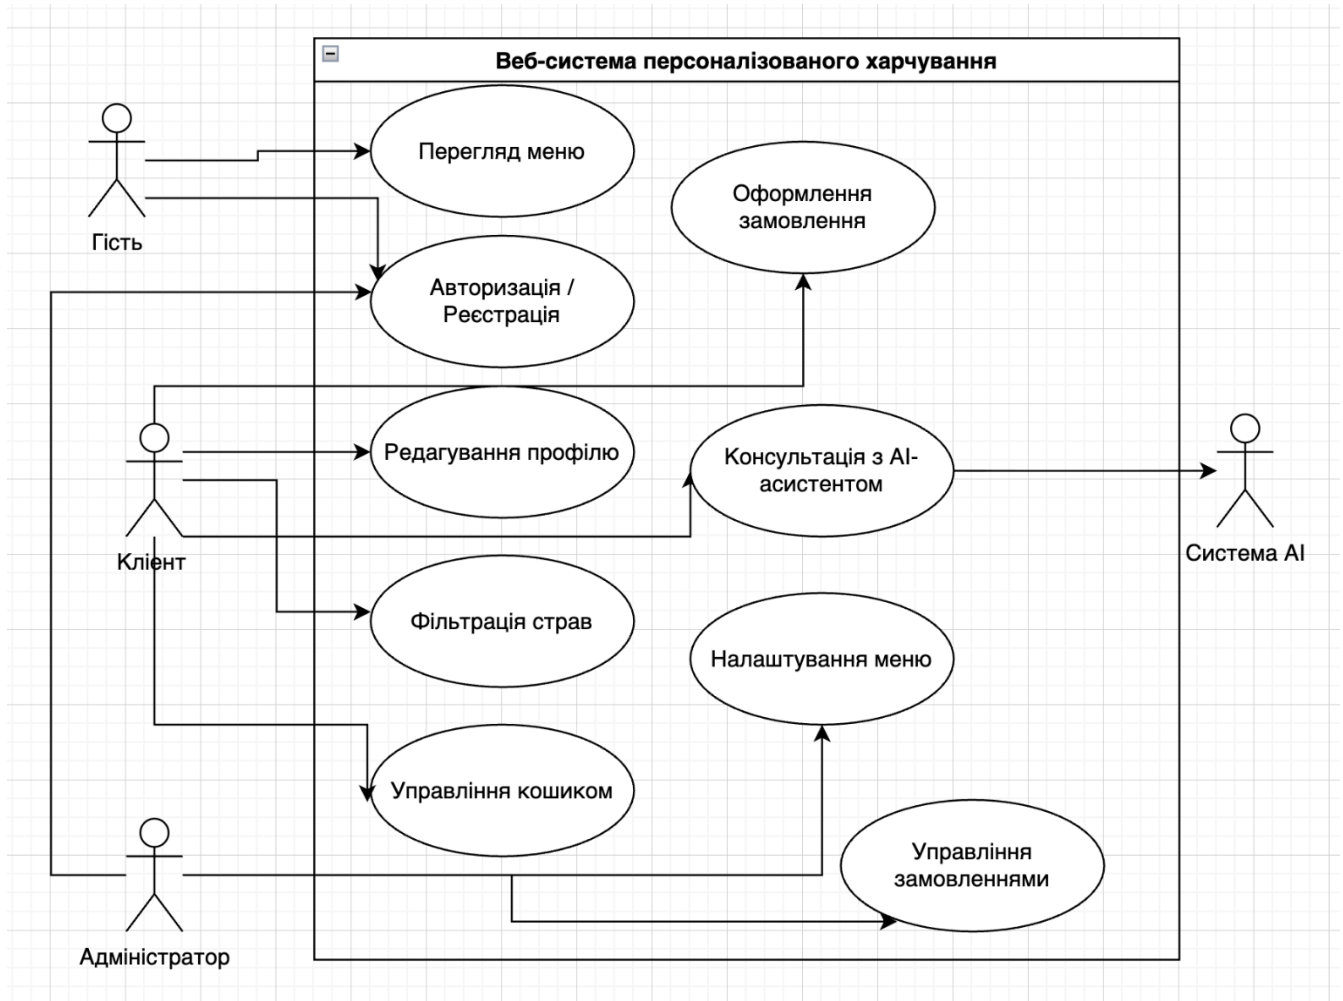 Веб-система персоналізованого харчування
Перегляд меню
Оформлення
замовлення
Гість
Авторизація /
Реєстрація
Редагування профілю
Консультація з AI-
асистентом
Клієнт
Система AI
Фільтрація страв
Налаштування меню
Управління кошиком
Управління
замовленнями
Адміністратор